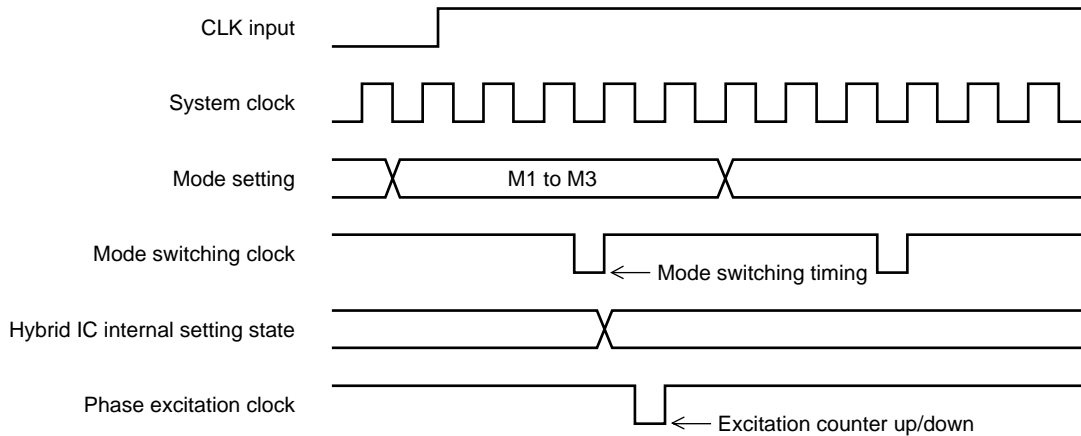 CLK input
System clock
Mode setting
M1 to M3
Mode switching clock
Mode switching timing
Hybrid IC internal setting state
Phase excitation clock
Excitation counter up/down